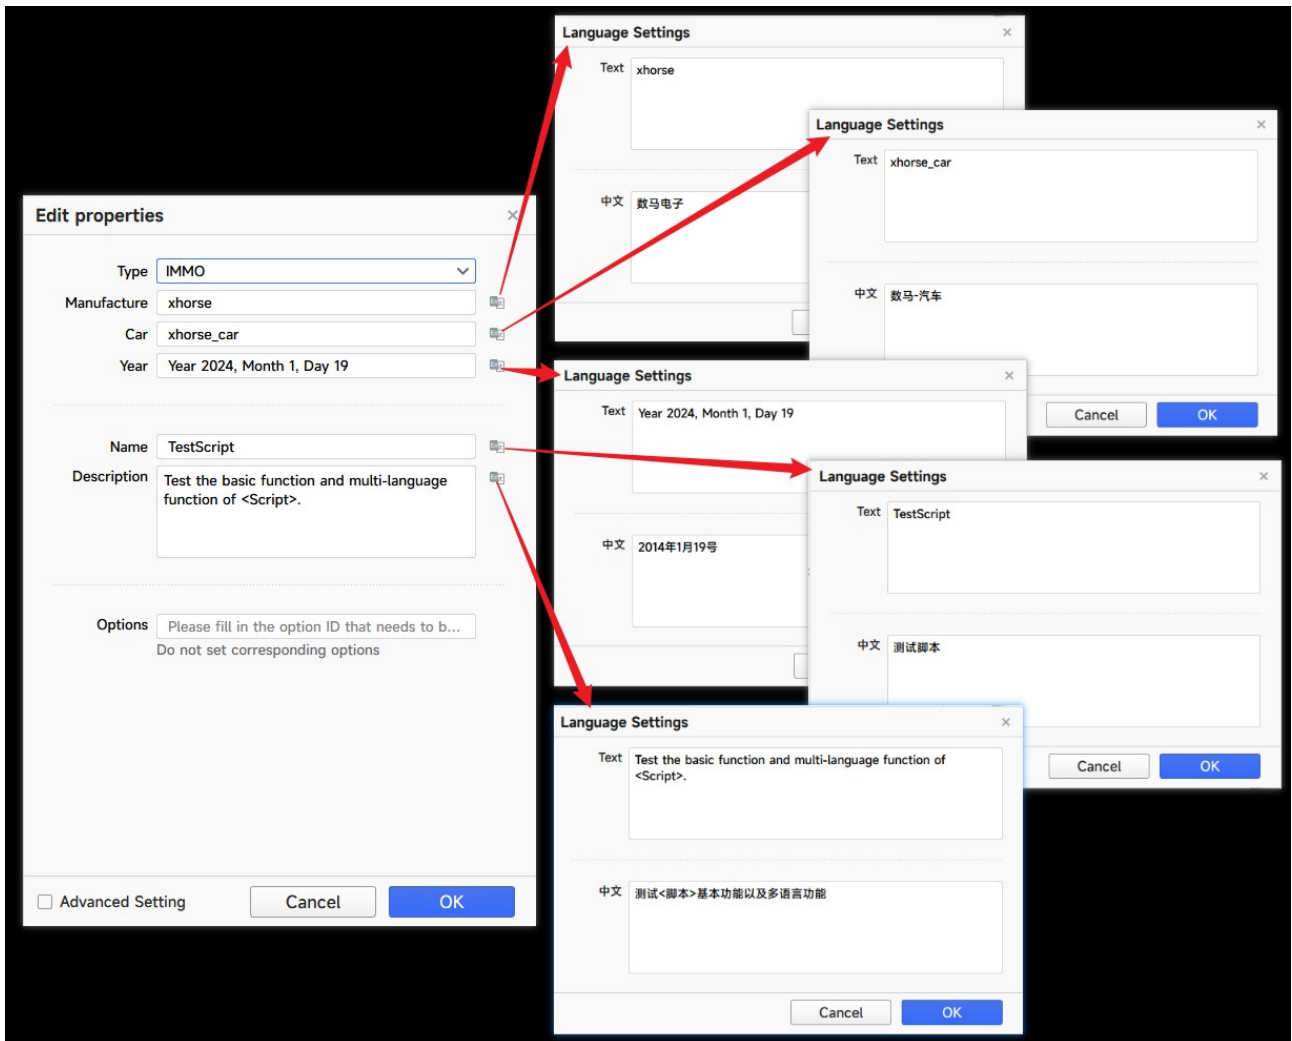 Edit properties
Type IMMO
Manufacture xhorse
Car xhorse_car
Year Year 2024, Month 1, Day 19
Name TestScript
Description Test the basic function and multi-language
function of <Script>.
Options Please fill in the option ID that needs to b...
Do not set corresponding options
Advanced Setting Cancel OK
Language Settings
Text xhorse
中文 数马电子
Language Settings
Text xhorse_car
中文 数马-汽车
Cancel OK
Language Settings
Text Year 2024, Month 1, Day 19
中文 2014年1月19号
Language Settings
Text TestScript
中文 测试脚本
Cancel OK
Language Settings
Text Test the basic function and multi-language function of
<Script>.
中文 测试<脚本>基本功能以及多语言功能
Cancel OK